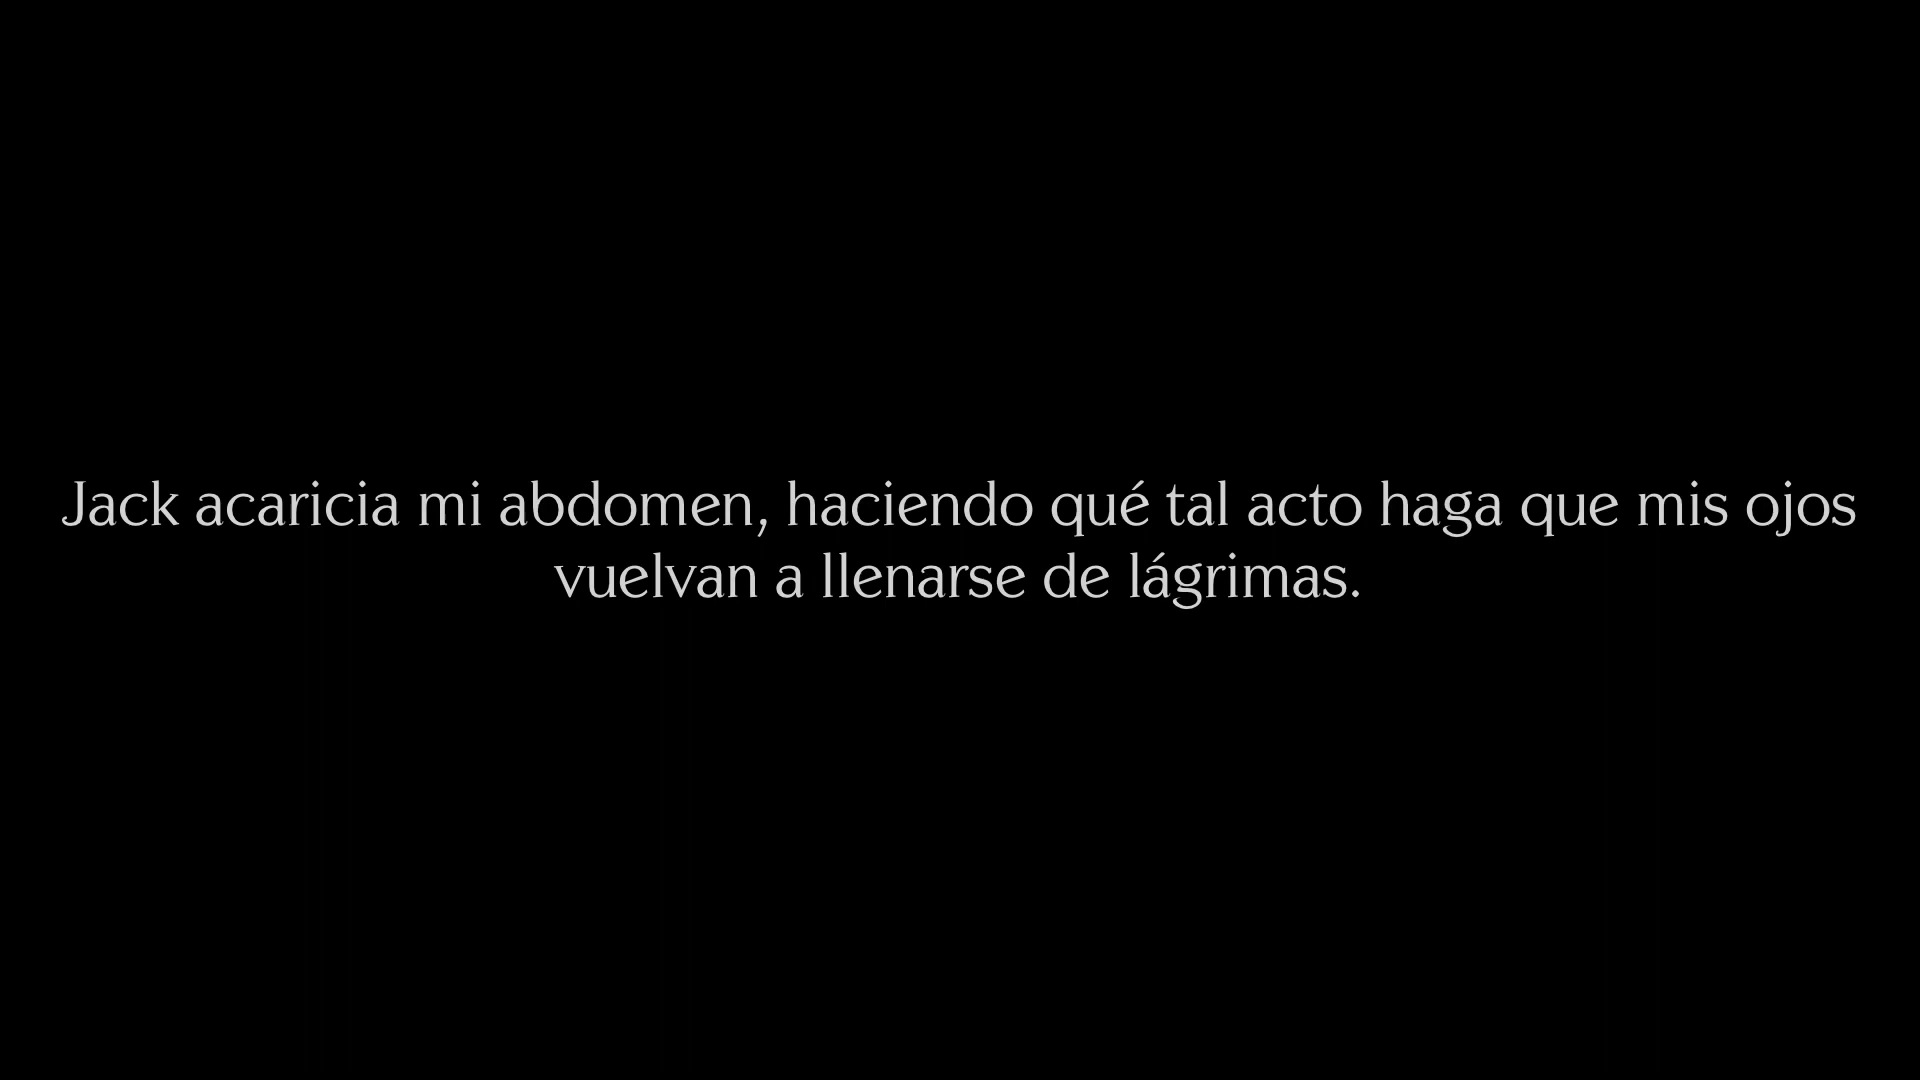 Jack acaricia mi abdomen, haciendo qué tal acto haga que mis ojos
vuelvan a llenarse de lágrimas.